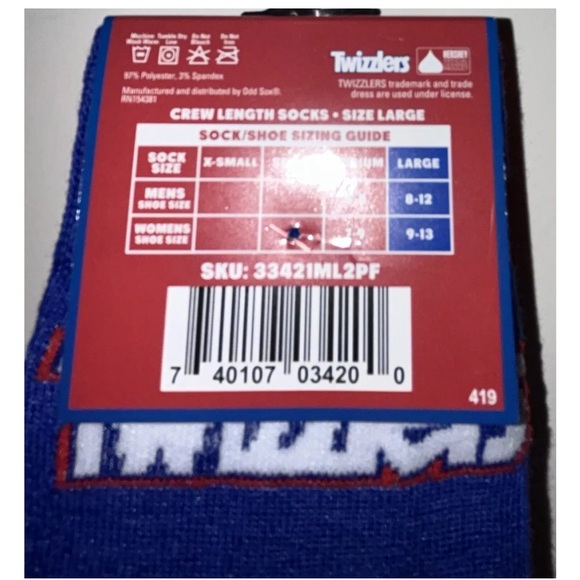 Machine Wash Warm Tumble Dry Low Do Not Bleach Do Not Iron
97% Polyester, 3% Spandex
Manufactured and distributed by Odd Sox®.
RN154381
Twizzlers HERSHEY
TWIZZLERS trademark and trade
dress are used under license.
CREW LENGTH SOCKS • SIZE LARGE
SOCK/SHOE SIZING GUIDE
SOCK SIZE X-SMALL LARGE
MENS SHOE SIZE 8-12
WOMENS SHOE SIZE 9-13
SKU: 33421ML2PF
7 40107 03420 0
419
Twizzlers